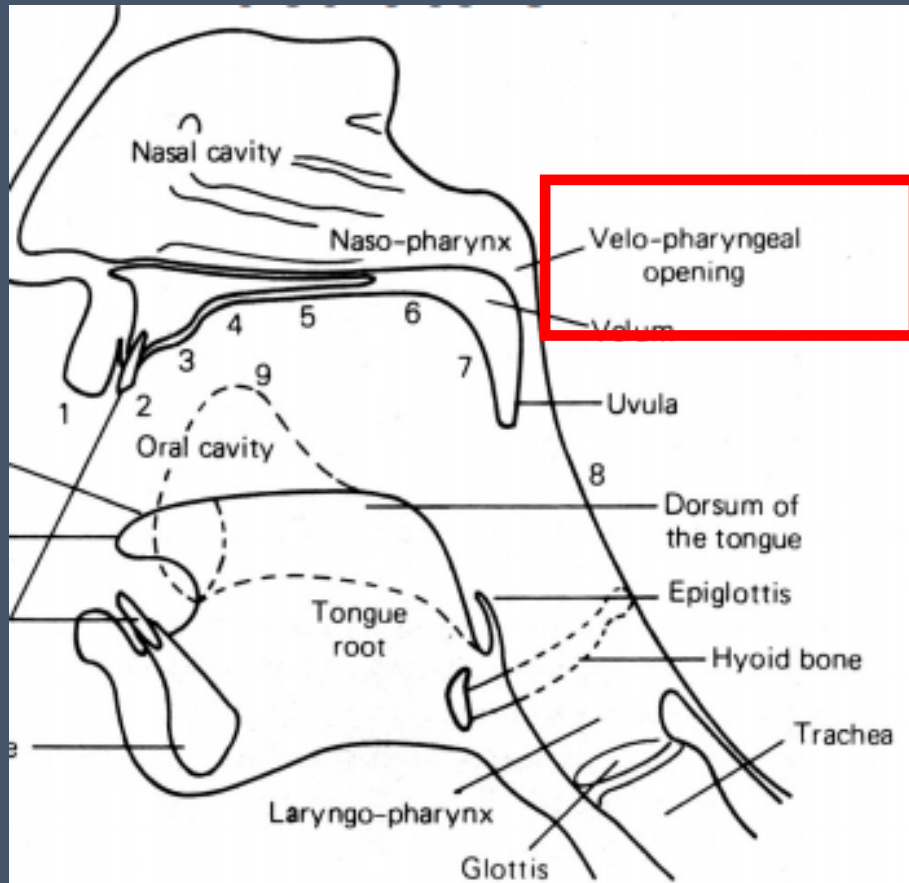 Nasal cavity
Naso-pharynx
Velo-pharyngeal
opening
Velum
4
5
6
3
7
9
1
2
Uvula
Oral cavity
8
Dorsum of
the tongue
Epiglottis
Tongue
root
Hyoid bone
Trachea
e
Laryngo-pharynx
Glottis